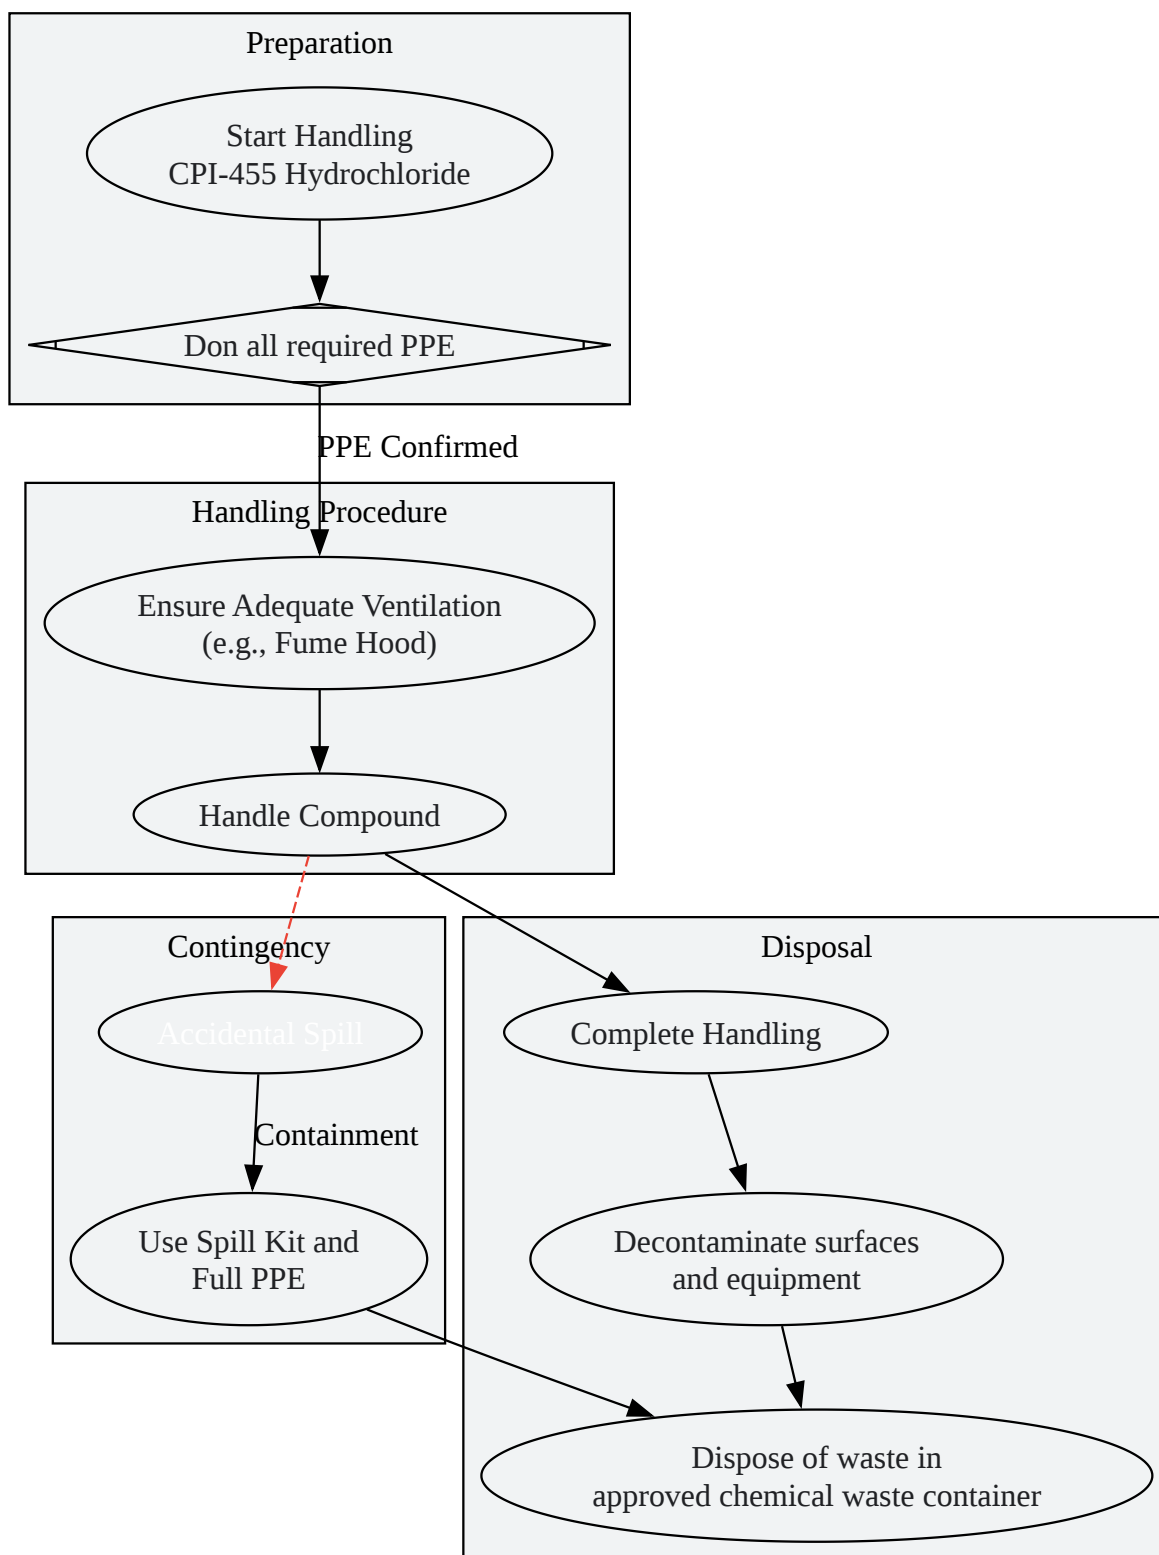 Preparation
Start Handling
CPI-455 Hydrochloride
Don all required PPE
PPE Confirmed
Handling Procedure
Ensure Adequate Ventilation
(e.g., Fume Hood)
Handle Compound
Contingency
Accidental Spill
Containment
Use Spill Kit and
Full PPE
Disposal
Complete Handling
Decontaminate surfaces
and equipment
Dispose of waste in
approved chemical waste container